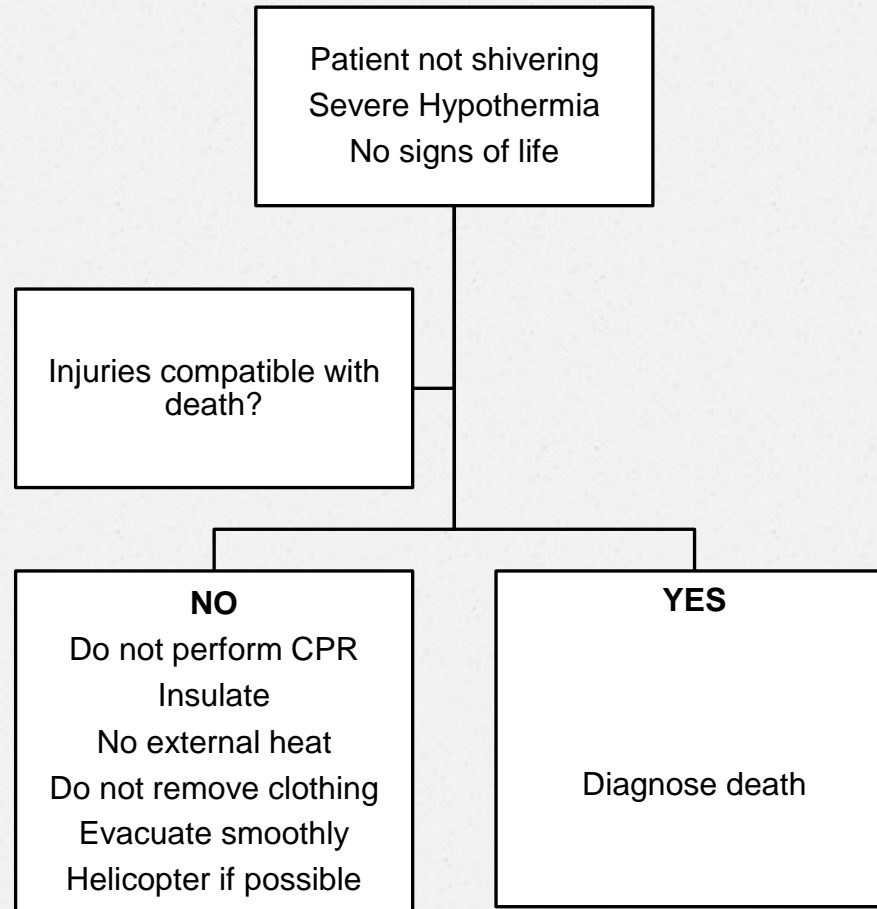 Patient not shivering
Severe Hypothermia
No signs of life
Injuries compatible with
death?
NO
Do not perform CPR
Insulate
No external heat
Do not remove clothing
Evacuate smoothly
Helicopter if possible
YES
Diagnose death